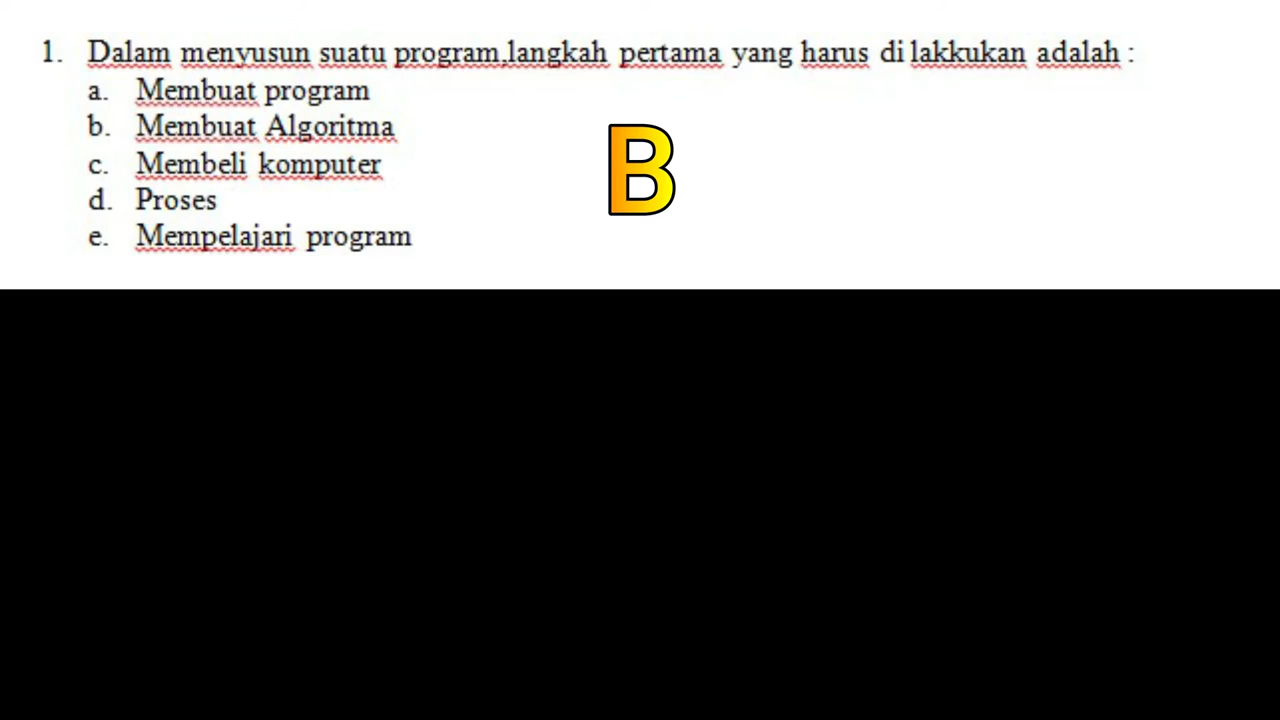 1. Dalam menyusun suatu program,langkah pertama yang harus di lakkukan adalah :
a. Membuat program
b. Membuat Algoritma
c. Membeli komputer
d. Proses
e. Mempelajari program
B